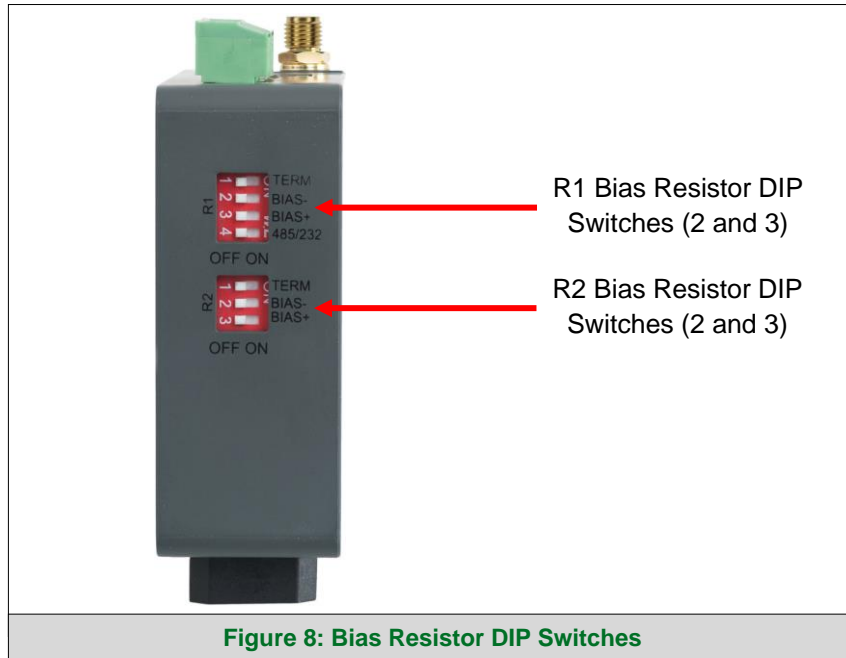 R1
1 TERM
2 BIAS-
3 BIAS+
4 485/232
OFF ON
R2
1 TERM
2 BIAS-
3 BIAS+
OFF ON
R1 Bias Resistor DIP
Switches (2 and 3)
R2 Bias Resistor DIP
Switches (2 and 3)
Figure 8: Bias Resistor DIP Switches